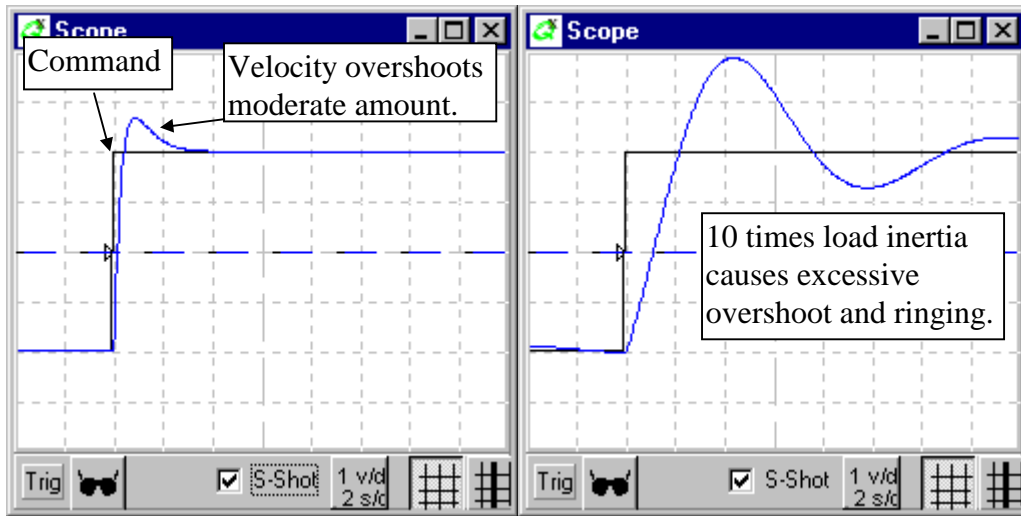 Scope
Command
Velocity overshoots
moderate amount.
Trig
S-Shot
1 v/d
2 s/d
Scope
10 times load inertia
causes excessive
overshoot and ringing.
Trig
S-Shot
1 v/d
2 s/d